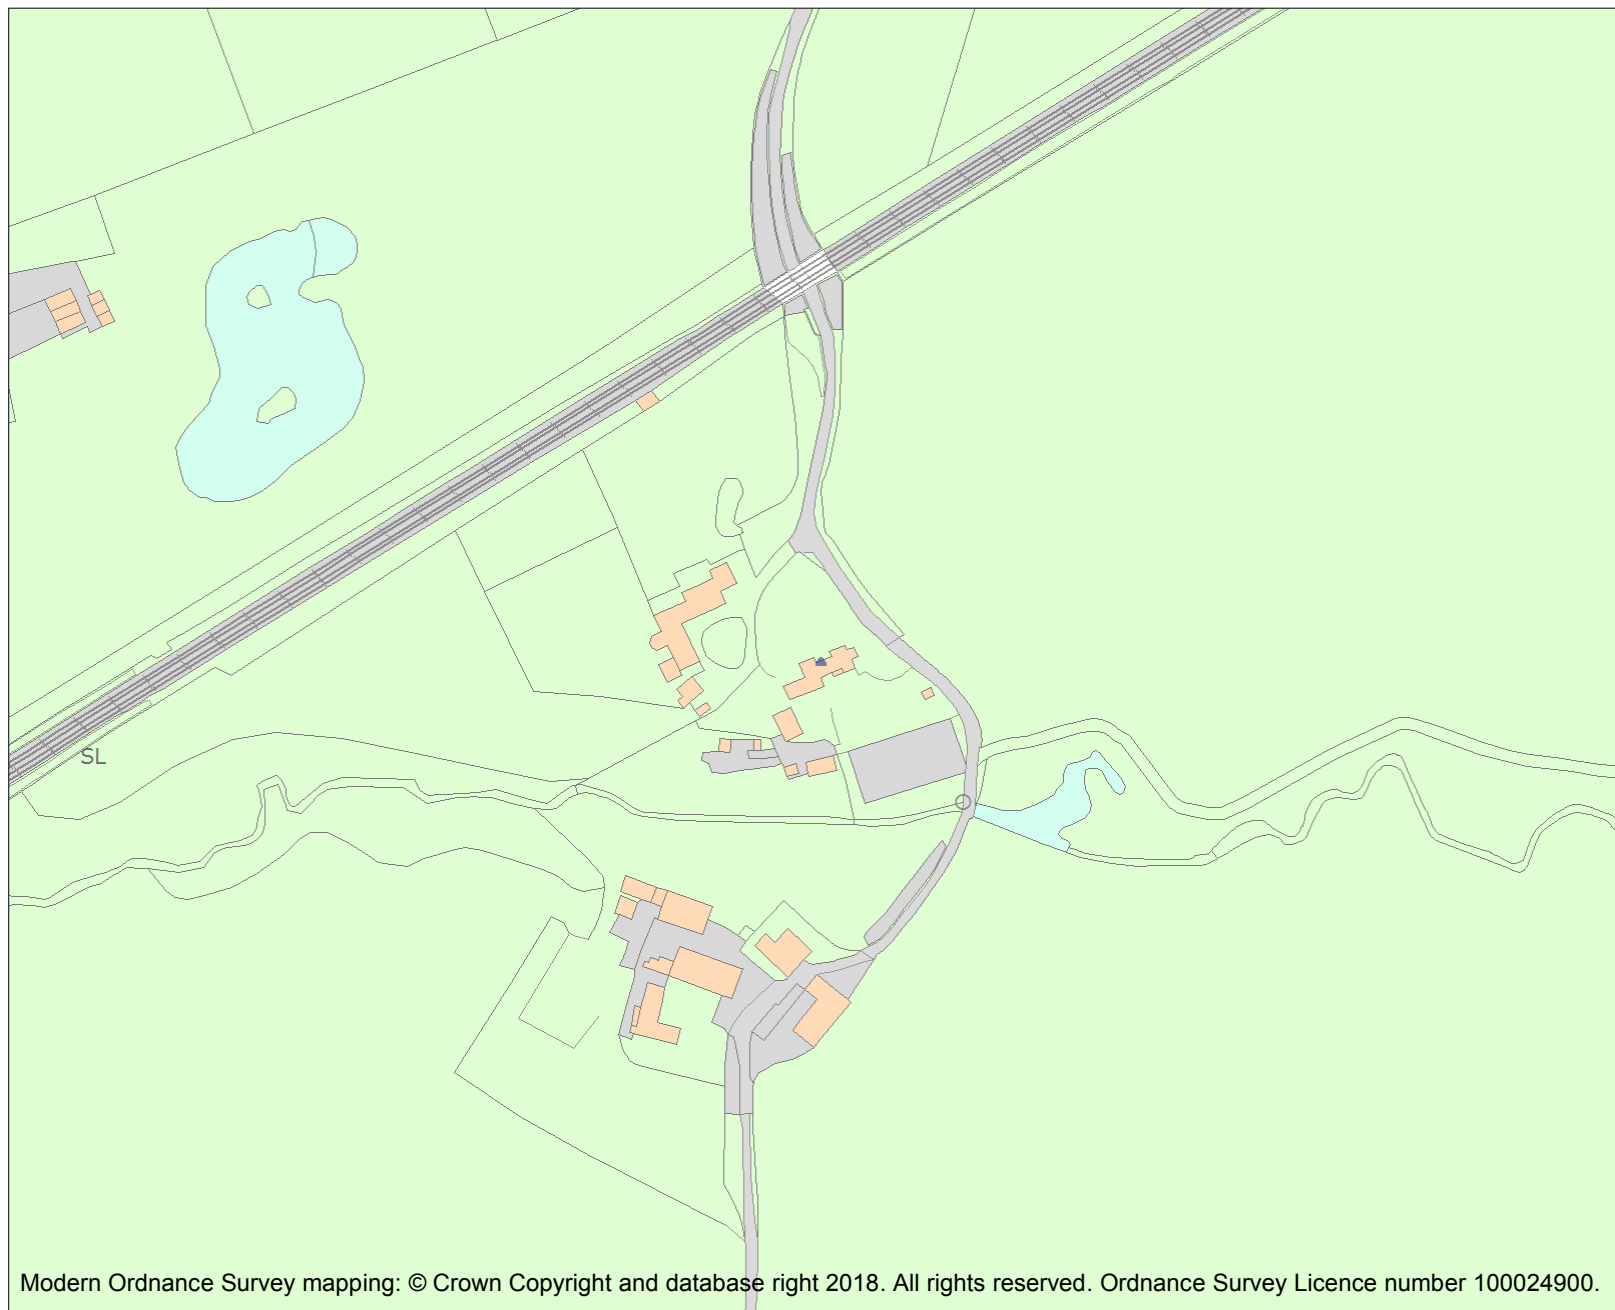 SL
Modern Ordnance Survey mapping: © Crown Copyright and database right 2018. All rights reserved. Ordnance Survey Licence number 100024900.